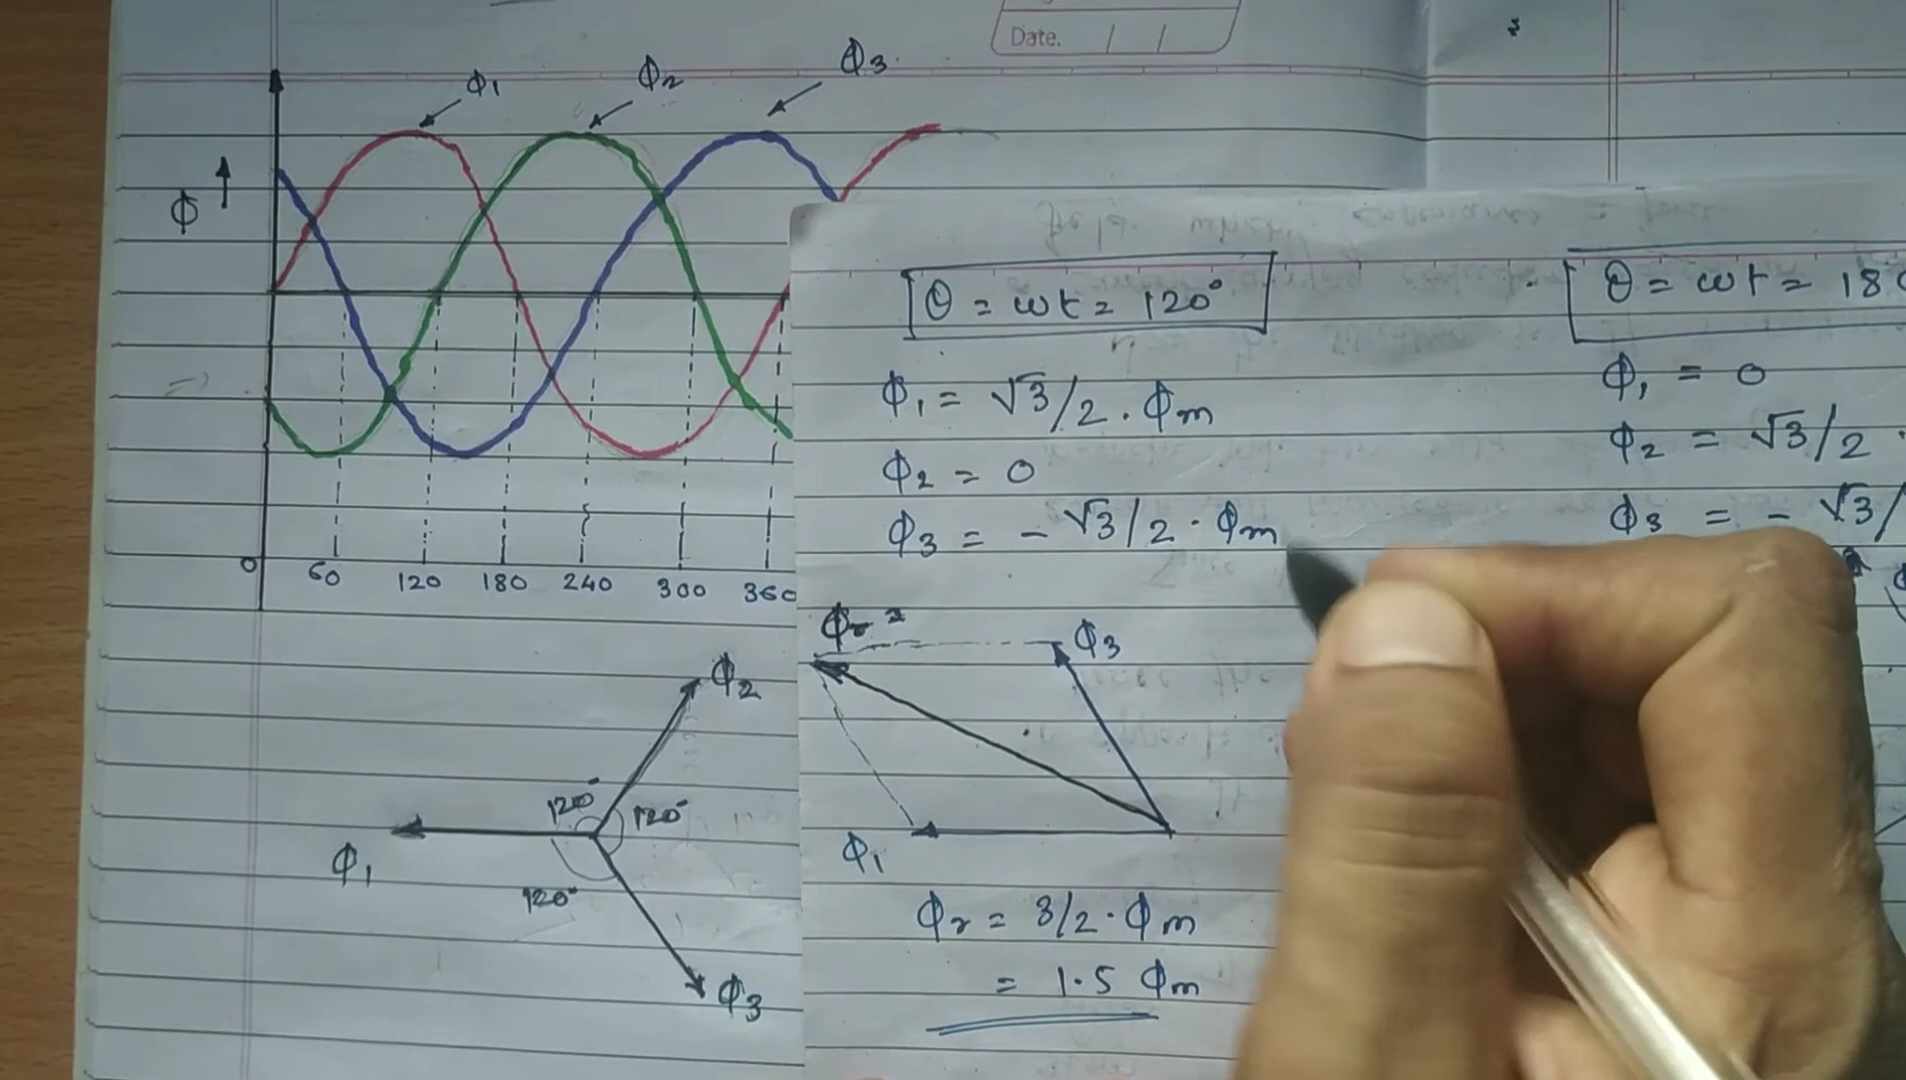 Date. / /
Φ1
Φ2
Φ3
Φ
0 60 120 180 240 300 360
Φ1
Φ2
Φ3
120°
120°
120°
θ = ωt = 120°
Φ1 = √3/2 · Φm
Φ2 = 0
Φ3 = - √3/2 · Φm
Φr
Φ3
Φ1
Φr = 3/2 · Φm
= 1.5 Φm
θ = ωt = 18
Φ1 = 0
Φ2 = √3/2 ·
Φ3 = - √3/